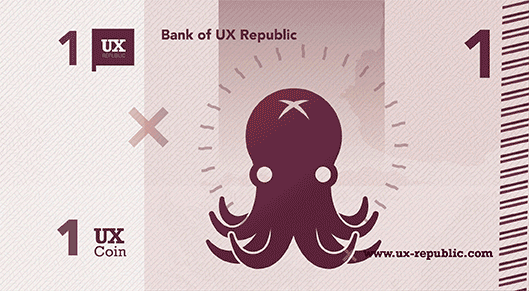 1
UX
REPUBLIC
Bank of UX Republic
1
1
UX
Coin
www.ux-republic.com